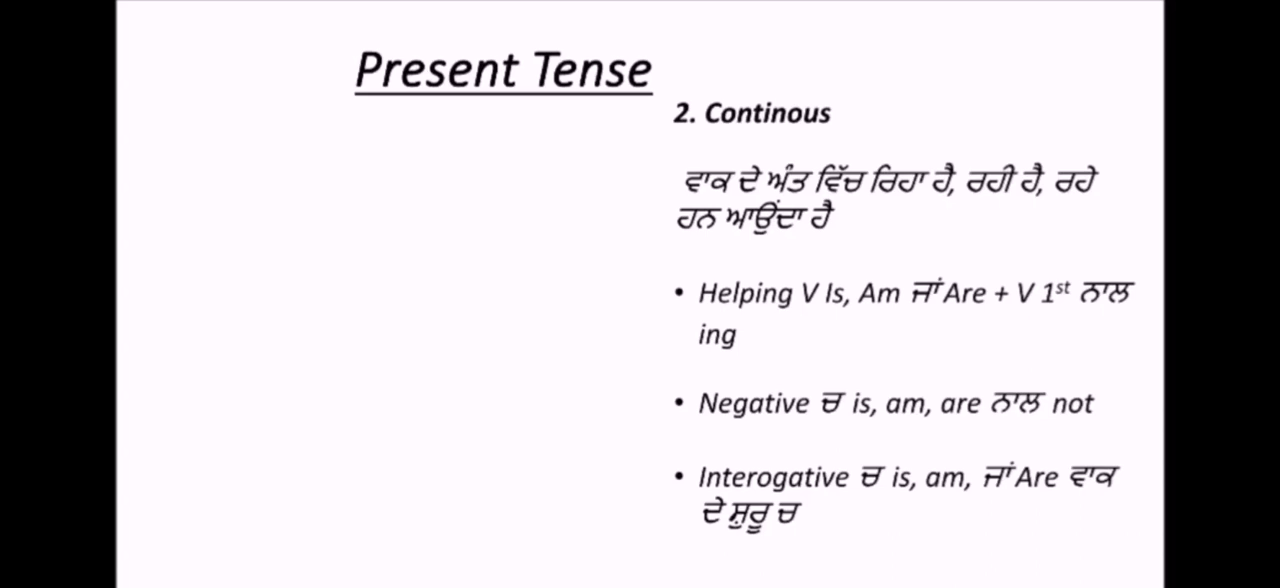 Present Tense
2. Continous
ਵਾਕ ਦੇ ਅੰਤ ਵਿੱਚ ਰਿਹਾ ਹੈ, ਰਹੀ ਹੈ, ਰਹੇ
ਹਨ ਆਉਂਦਾ ਹੈ
• Helping V Is, Am ਜਾਂ Are + V 1st ਨਾਲ
ing
• Negative ਚ is, am, are ਨਾਲ not
• Interogative ਚ is, am, ਜਾਂ Are ਵਾਕ
ਦੇ ਸ਼ੁਰੂ ਚ